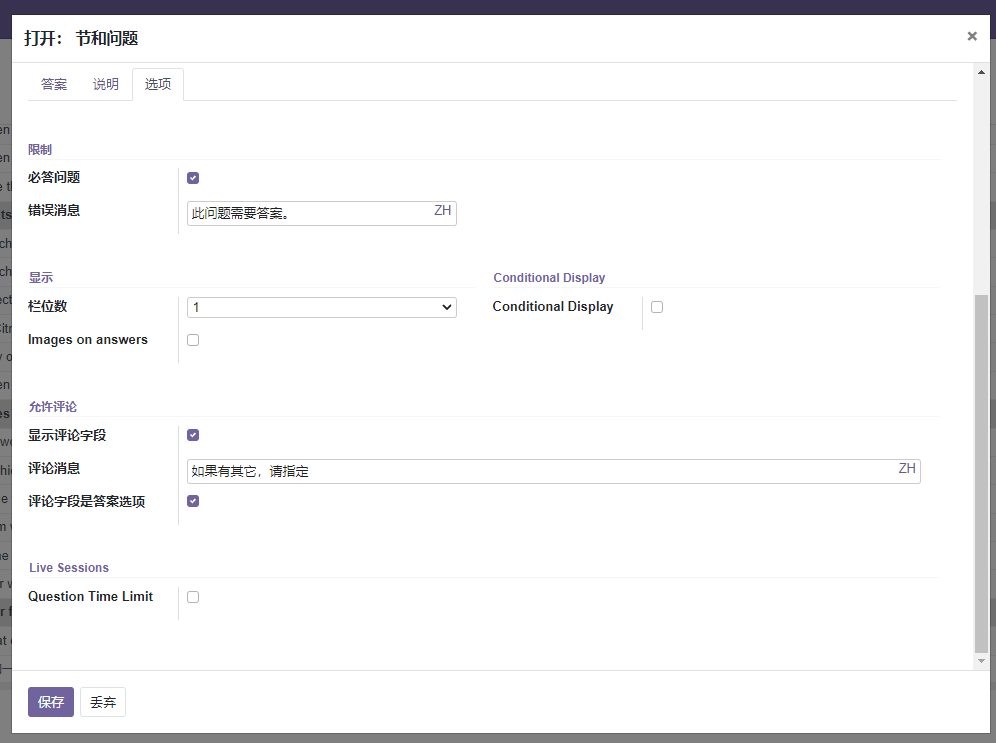 打开： 节和问题
×
答案 说明 选项
限制
必答问题
错误消息 此问题需要答案。 ZH
显示 Conditional Display
栏位数 1 Conditional Display
Images on answers
允许评论
显示评论字段
评论消息 如果有其它，请指定 ZH
评论字段是答案选项
Live Sessions
Question Time Limit
保存 丢弃